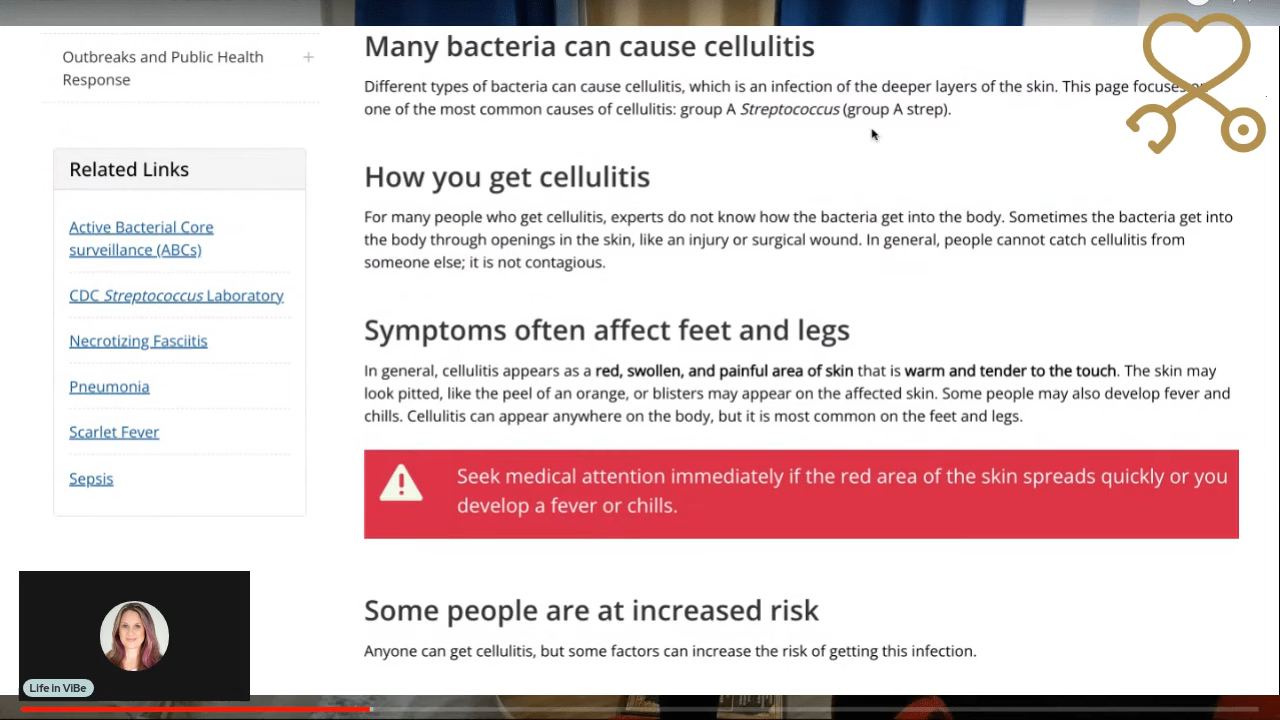 Outbreaks and Public Health
Response
Related Links
Active Bacterial Core
surveillance (ABCs)
CDC Streptococcus Laboratory
Necrotizing Fasciitis
Pneumonia
Scarlet Fever
Sepsis
Many bacteria can cause cellulitis
Different types of bacteria can cause cellulitis, which is an infection of the deeper layers of the skin. This page focuses
one of the most common causes of cellulitis: group A Streptococcus (group A strep).
How you get cellulitis
For many people who get cellulitis, experts do not know how the bacteria get into the body. Sometimes the bacteria get into
the body through openings in the skin, like an injury or surgical wound. In general, people cannot catch cellulitis from
someone else; it is not contagious.
Symptoms often affect feet and legs
In general, cellulitis appears as a red, swollen, and painful area of skin that is warm and tender to the touch. The skin may
look pitted, like the peel of an orange, or blisters may appear on the affected skin. Some people may also develop fever and
chills. Cellulitis can appear anywhere on the body, but it is most common on the feet and legs.
Seek medical attention immediately if the red area of the skin spreads quickly or you
develop a fever or chills.
Some people are at increased risk
Anyone can get cellulitis, but some factors can increase the risk of getting this infection.
Life in ViBe